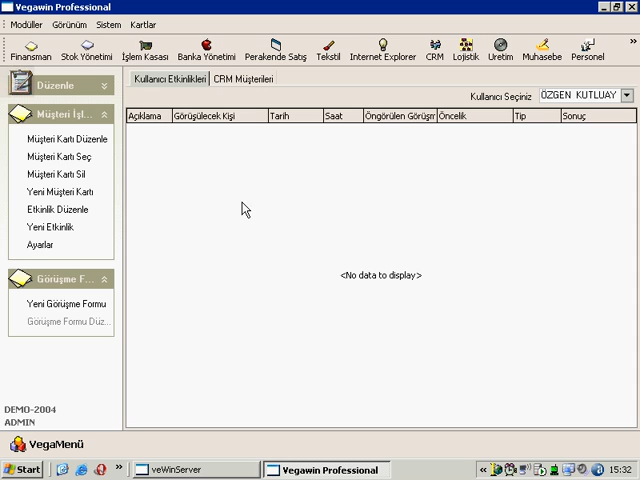 Vegawin Professional
Modüller Görünüm Sistem Kartlar
Finansman Stok Yönetimi İşlem Kasası Banka Yönetimi Perakende Satış Tekstil Internet Explorer CRM Lojistik Uretim Muhasebe Personel
Düzenle
Kullanıcı Etkinlikleri CRM Müşterileri
Kullanıcı Seçiniz ÖZGEN KUTLUAY
Müşteri İşl...
Açıklama Görüşülecek Kişi Tarih Saat Öngörülen Görüşm Öncelik Tip Sonuç
Müşteri Kartı Düzenle
Müşteri Kartı Seç
Müşteri Kartı Sil
Yeni Müşteri Kartı
Etkinlik Düzenle
Yeni Etkinlik
Ayarlar
<No data to display>
Görüşme F...
Yeni Görüşme Formu
Görüşme Formu Düz...
DEMO-2004
ADMIN
VegaMenü
Start veWinServer Vegawin Professional 15:32